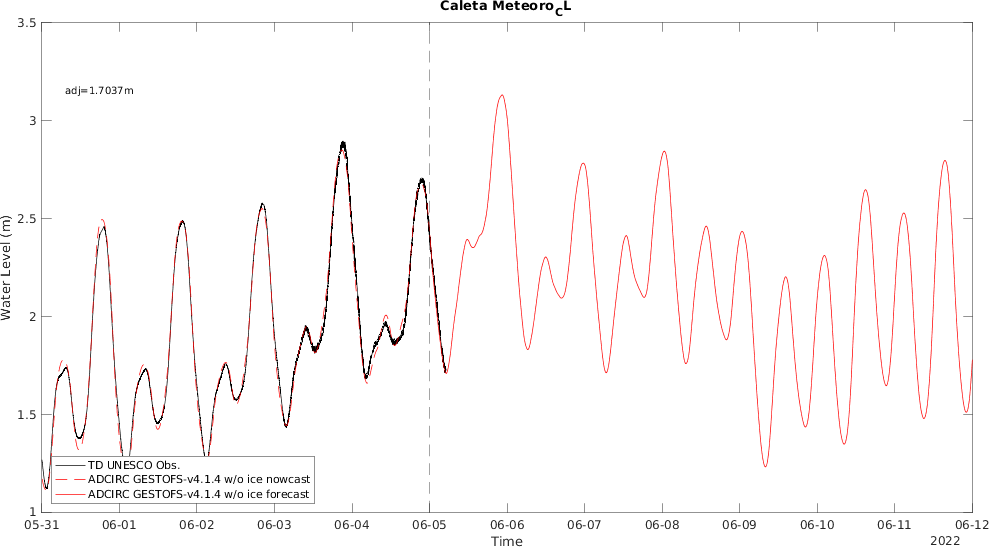 Caleta Meteoro_CL
3.5
adj=1.7037m
3
2.5
Water Level (m)
2
1.5
TD UNESCO Obs.
ADCIRC GESTOFS-v4.1.4 w/o ice nowcast
ADCIRC GESTOFS-v4.1.4 w/o ice forecast
1
05-31 06-01 06-02 06-03 06-04 06-05 06-06 06-07 06-08 06-09 06-10 06-11 06-12
Time
2022